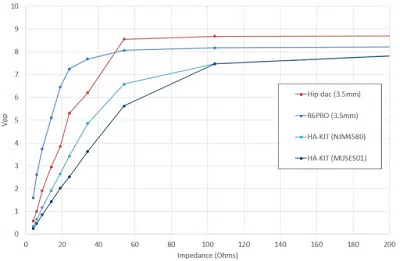 10
9
8
7
6
5
4
3
2
1
0
Vpp
Hip-dac (3.5mm)
R6PRO (3.5mm)
HA-KIT (NJM4580)
HA-KIT (MUSES01)
0 20 40 60 80 100 120 140 160 180 200
Impedance (Ohms)